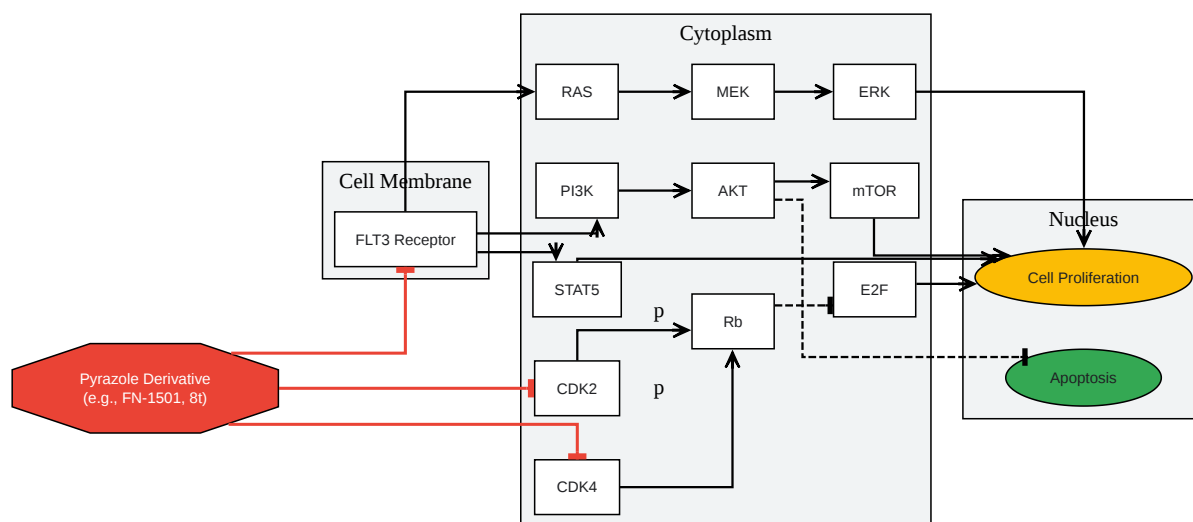 Cytoplasm
RAS
MEK
ERK
Cell Membrane
PI3K
AKT
mTOR
Nucleus
FLT3 Receptor
Cell Proliferation
STAT5
E2F
p
Rb
Pyrazole Derivative
(e.g., FN-1501, 8t)
CDK2
p
Apoptosis
CDK4